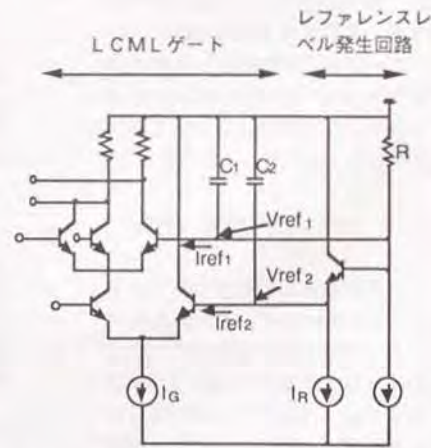 LCMLゲート
レファレンスレ
ベル発生回路
R
C1
C2
Vref1
Iref1
Vref2
Iref2
IG
IR